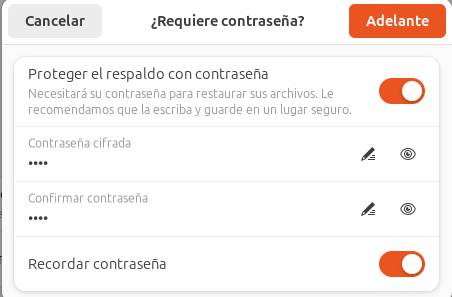 Cancelar ¿Requiere contraseña? Adelante
Proteger el respaldo con contraseña
Necesitará su contraseña para restaurar sus archivos. Le
recomendamos que la escriba y guarde en un lugar seguro.
Contraseña cifrada
••••
Confirmar contraseña
••••
Recordar contraseña